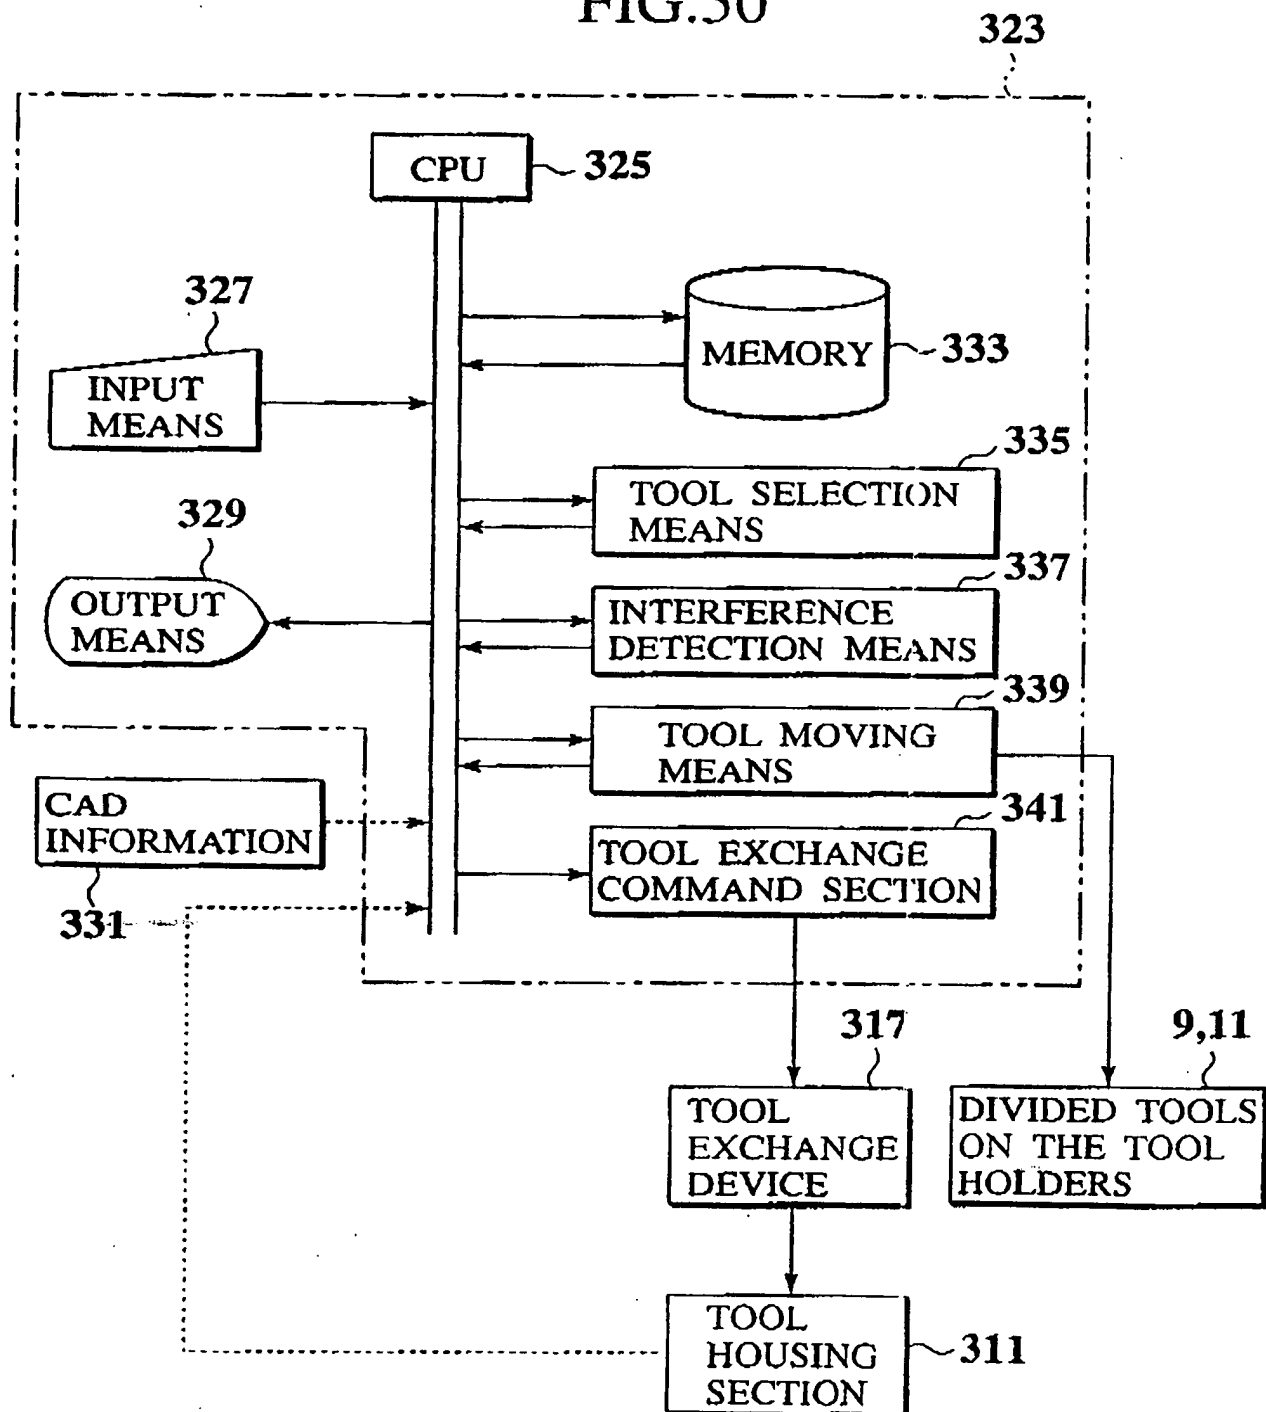 FIG.50
323
CPU
325
327
INPUT
MEANS
MEMORY
333
335
TOOL SELECTION
MEANS
329
OUTPUT
MEANS
337
INTERFERENCE
DETECTION MEANS
339
TOOL MOVING
MEANS
CAD
INFORMATION
331
341
TOOL EXCHANGE
COMMAND SECTION
317
9,11
TOOL
EXCHANGE
DEVICE
DIVIDED TOOLS
ON THE TOOL
HOLDERS
TOOL
HOUSING
SECTION
311